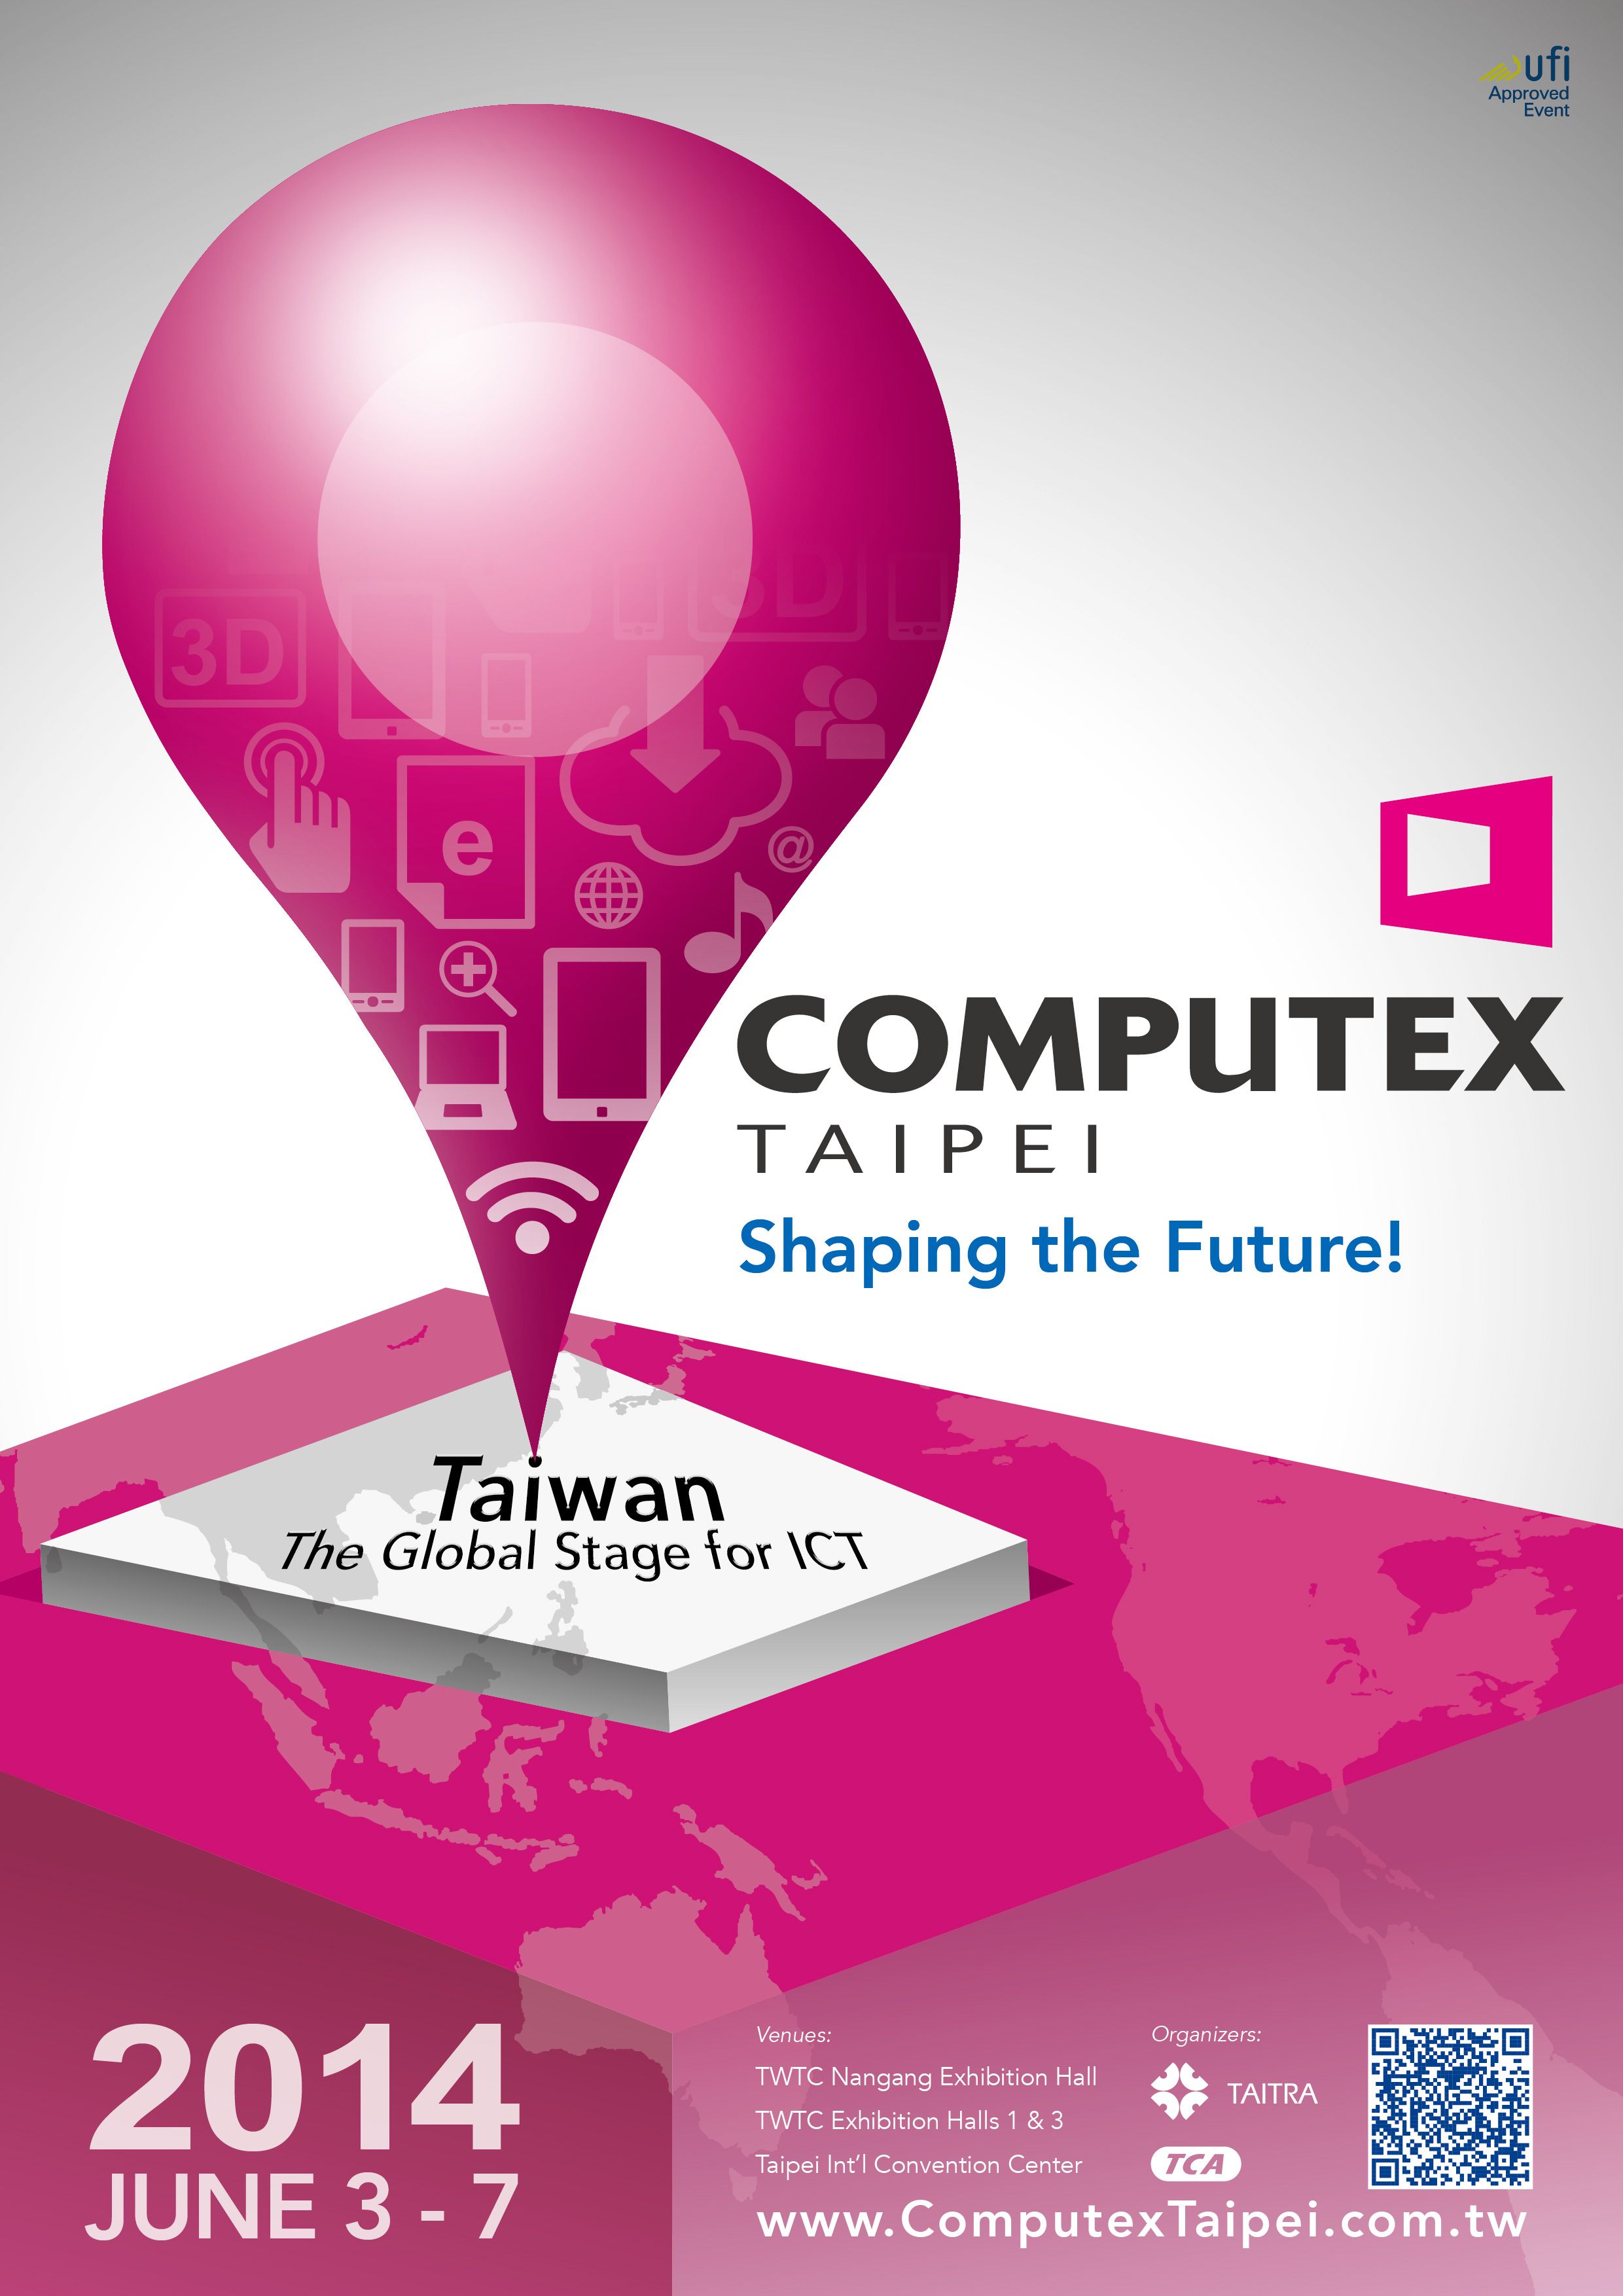 ufi
Approved
Event
3D
3D
e
@
COMPUTEX
TAIPEI
Shaping the Future!
Taiwan
The Global Stage for ICT
2014
JUNE 3 - 7
Venues:
TWTC Nangang Exhibition Hall
TWTC Exhibition Halls 1 & 3
Taipei Int'l Convention Center
Organizers:
TAITRA
TCA
www.ComputexTaipei.com.tw